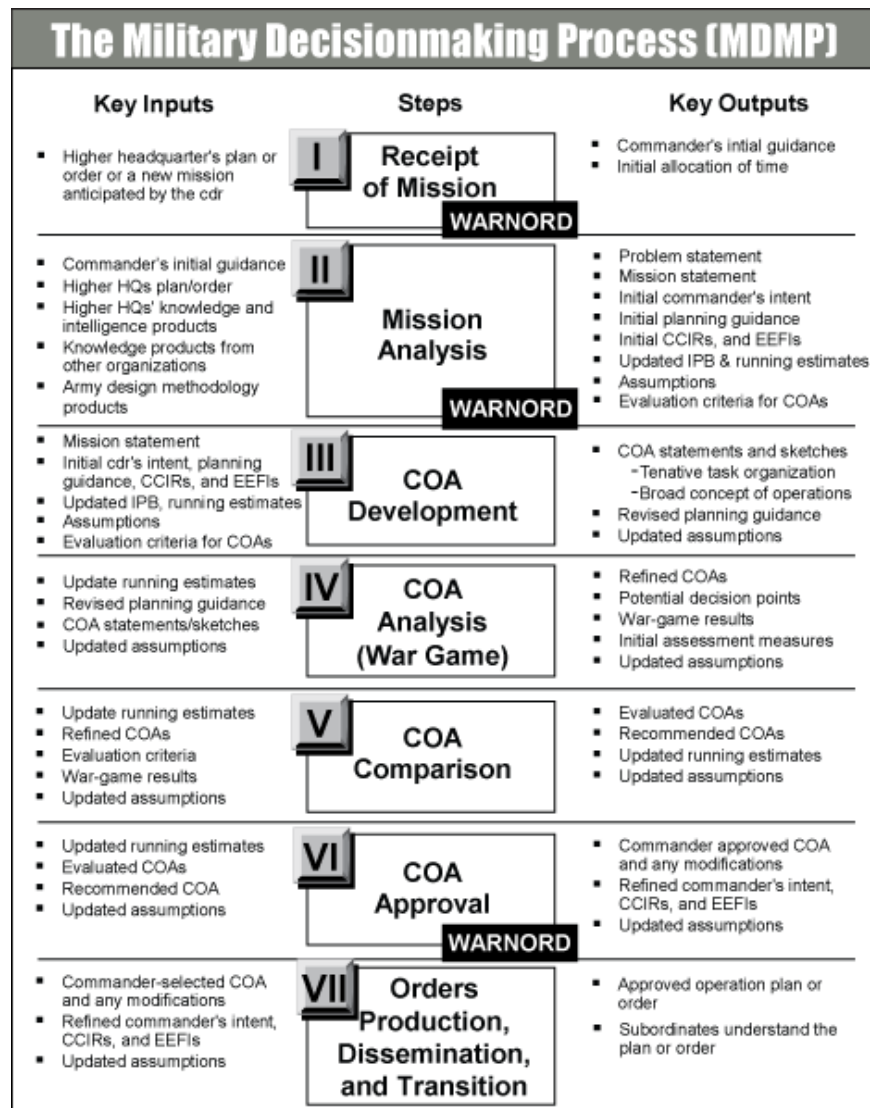 The Military Decisionmaking Process (MDMP)
Key Inputs
Steps
Key Outputs
▪ Higher headquarter's plan or
order or a new mission
anticipated by the cdr
I
Receipt
of Mission
WARNORD
▪ Commander's intial guidance
▪ Initial allocation of time
▪ Commander's initial guidance
▪ Higher HQs plan/order
▪ Higher HQs' knowledge and
intelligence products
▪ Knowledge products from
other organizations
▪ Army design methodology
products
II
Mission
Analysis
WARNORD
▪ Problem statement
▪ Mission statement
▪ Initial commander's intent
▪ Initial planning guidance
▪ Initial CCIRs, and EEFIs
▪ Updated IPB & running estimates
▪ Assumptions
▪ Evaluation criteria for COAs
▪ Mission statement
▪ Initial cdr's intent, planning
guidance, CCIRs, and EEFIs
▪ Updated IPB, running estimates
▪ Assumptions
▪ Evaluation criteria for COAs
III
COA
Development
▪ COA statements and sketches
-Tenative task organization
-Broad concept of operations
▪ Revised planning guidance
▪ Updated assumptions
▪ Update running estimates
▪ Revised planning guidance
▪ COA statements/sketches
▪ Updated assumptions
IV
COA
Analysis
(War Game)
▪ Refined COAs
▪ Potential decision points
▪ War-game results
▪ Initial assessment measures
▪ Updated assumptions
▪ Update running estimates
▪ Refined COAs
▪ Evaluation criteria
▪ War-game results
▪ Updated assumptions
V
COA
Comparison
▪ Evaluated COAs
▪ Recommended COAs
▪ Updated running estimates
▪ Updated assumptions
▪ Updated running estimates
▪ Evaluated COAs
▪ Recommended COA
▪ Updated assumptions
VI
COA
Approval
WARNORD
▪ Commander approved COA
and any modifications
▪ Refined commander's intent,
CCIRs, and EEFIs
▪ Updated assumptions
▪ Commander-selected COA
and any modifications
▪ Refined commander's intent,
CCIRs, and EEFIs
▪ Updated assumptions
VII
Orders
Production,
Dissemination,
and Transition
▪ Approved operation plan or
order
▪ Subordinates understand the
plan or order